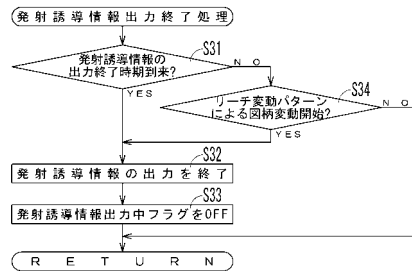 発射誘導情報出力終了処理
S31
発射誘導情報の
出力終了時期到来?
NO
YES
S34
リーチ変動パターン
による図柄変動開始?
NO
YES
S32
発射誘導情報の出力を終了
S33
発射誘導情報出力中フラグをOFF
RETURN